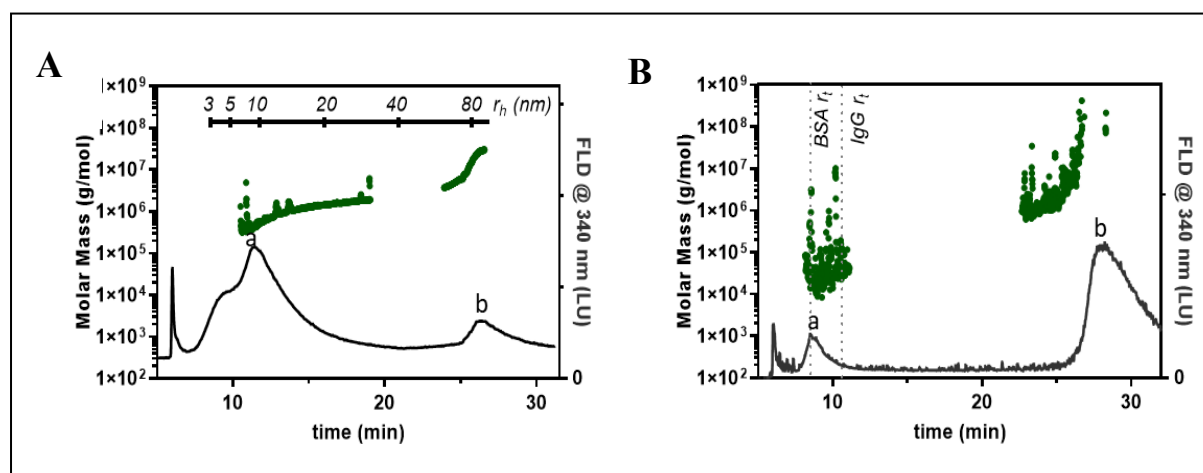 A
Molar Mass (g/mol)
1×10⁹
1×10⁸
1×10⁷
1×10⁶
1×10⁵
1×10⁴
1×10³
1×10²
3 5 10 20 40 80 rₕ (nm)
a
b
10 20 30
time (min)
0
FLD @ 340 nm (LU)
B
Molar Mass (g/mol)
1×10⁹
1×10⁸
1×10⁷
1×10⁶
1×10⁵
1×10⁴
1×10³
1×10²
BSA rₜ
IgG rₜ
a
b
10 20 30
time (min)
0
FLD @ 340 nm (LU)